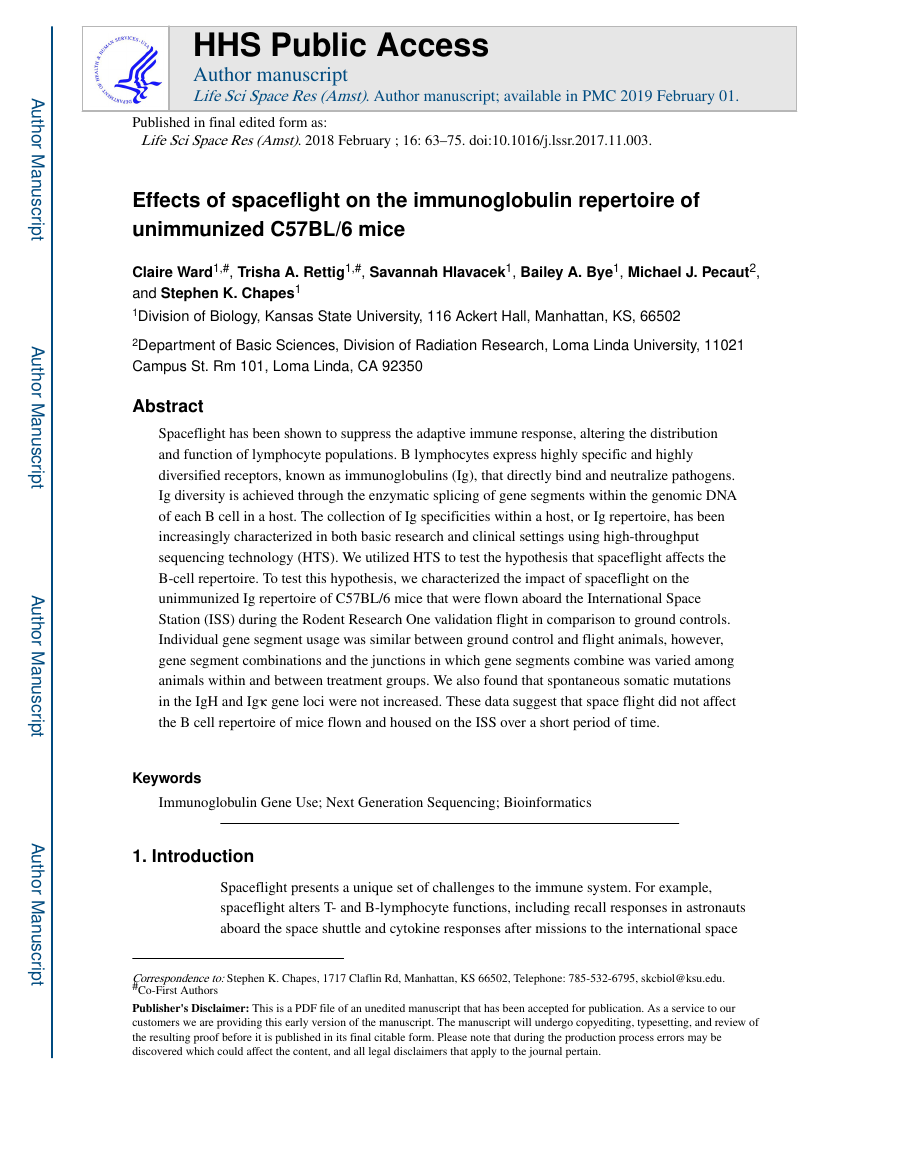 HHS Public Access
Author manuscript
Life Sci Space Res (Amst). Author manuscript; available in PMC 2019 February 01.
Published in final edited form as:
Life Sci Space Res (Amst). 2018 February ; 16: 63–75. doi:10.1016/j.lssr.2017.11.003.
Effects of spaceflight on the immunoglobulin repertoire of
unimmunized C57BL/6 mice
Claire Ward1,#, Trisha A. Rettig1,#, Savannah Hlavacek1, Bailey A. Bye1, Michael J. Pecaut2,
and Stephen K. Chapes1
1Division of Biology, Kansas State University, 116 Ackert Hall, Manhattan, KS, 66502
2Department of Basic Sciences, Division of Radiation Research, Loma Linda University, 11021
Campus St. Rm 101, Loma Linda, CA 92350
Abstract
Spaceflight has been shown to suppress the adaptive immune response, altering the distribution
and function of lymphocyte populations. B lymphocytes express highly specific and highly
diversified receptors, known as immunoglobulins (Ig), that directly bind and neutralize pathogens.
Ig diversity is achieved through the enzymatic splicing of gene segments within the genomic DNA
of each B cell in a host. The collection of Ig specificities within a host, or Ig repertoire, has been
increasingly characterized in both basic research and clinical settings using high-throughput
sequencing technology (HTS). We utilized HTS to test the hypothesis that spaceflight affects the
B-cell repertoire. To test this hypothesis, we characterized the impact of spaceflight on the
unimmunized Ig repertoire of C57BL/6 mice that were flown aboard the International Space
Station (ISS) during the Rodent Research One validation flight in comparison to ground controls.
Individual gene segment usage was similar between ground control and flight animals, however,
gene segment combinations and the junctions in which gene segments combine was varied among
animals within and between treatment groups. We also found that spontaneous somatic mutations
in the IgH and Igκ gene loci were not increased. These data suggest that space flight did not affect
the B cell repertoire of mice flown and housed on the ISS over a short period of time.
Keywords
Immunoglobulin Gene Use; Next Generation Sequencing; Bioinformatics
1. Introduction
Spaceflight presents a unique set of challenges to the immune system. For example,
spaceflight alters T- and B-lymphocyte functions, including recall responses in astronauts
aboard the space shuttle and cytokine responses after missions to the international space
Correspondence to: Stephen K. Chapes, 1717 Claflin Rd, Manhattan, KS 66502, Telephone: 785-532-6795, skcbiol@ksu.edu.
#Co-First Authors
Publisher's Disclaimer: This is a PDF file of an unedited manuscript that has been accepted for publication. As a service to our
customers we are providing this early version of the manuscript. The manuscript will undergo copyediting, typesetting, and review of
the resulting proof before it is published in its final citable form. Please note that during the production process errors may be
discovered which could affect the content, and all legal disclaimers that apply to the journal pertain.
Author Manuscript
Author Manuscript
Author Manuscript
Author Manuscript
DEPARTMENT OF HEALTH & HUMAN SERVICES · USA